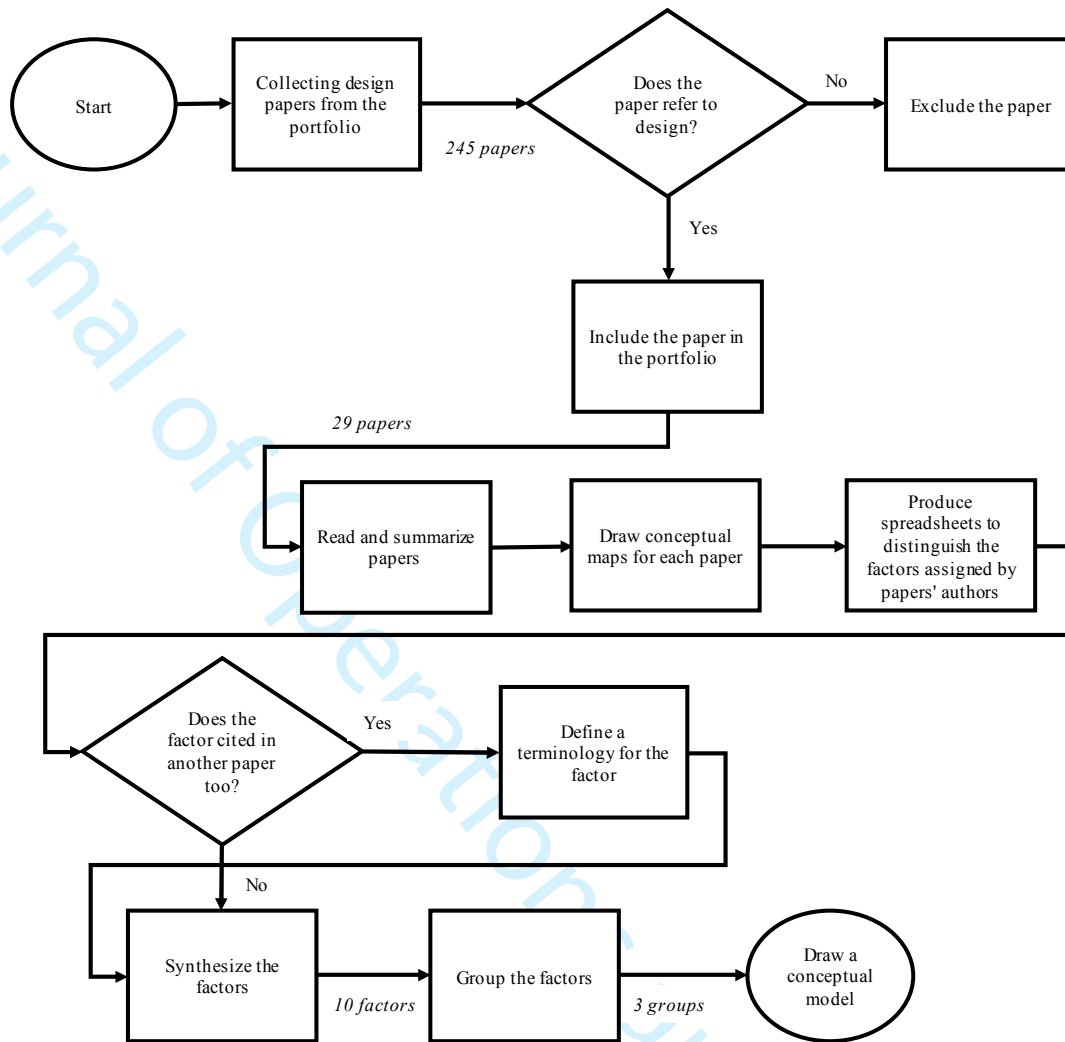 Start
Collecting design
papers from the
portfolio
245 papers
Does the
paper refer to
design?
No
Exclude the paper
Yes
Include the paper in
the portfolio
29 papers
Read and summarize
papers
Draw conceptual
maps for each paper
Produce
spreadsheets to
distinguish the
factors assigned by
papers' authors
Does the
factor cited in
another paper
too?
Yes
Define a
terminology for the
factor
No
Synthesize the
factors
10 factors
Group the factors
3 groups
Draw a
conceptual
model
urnal of Operations